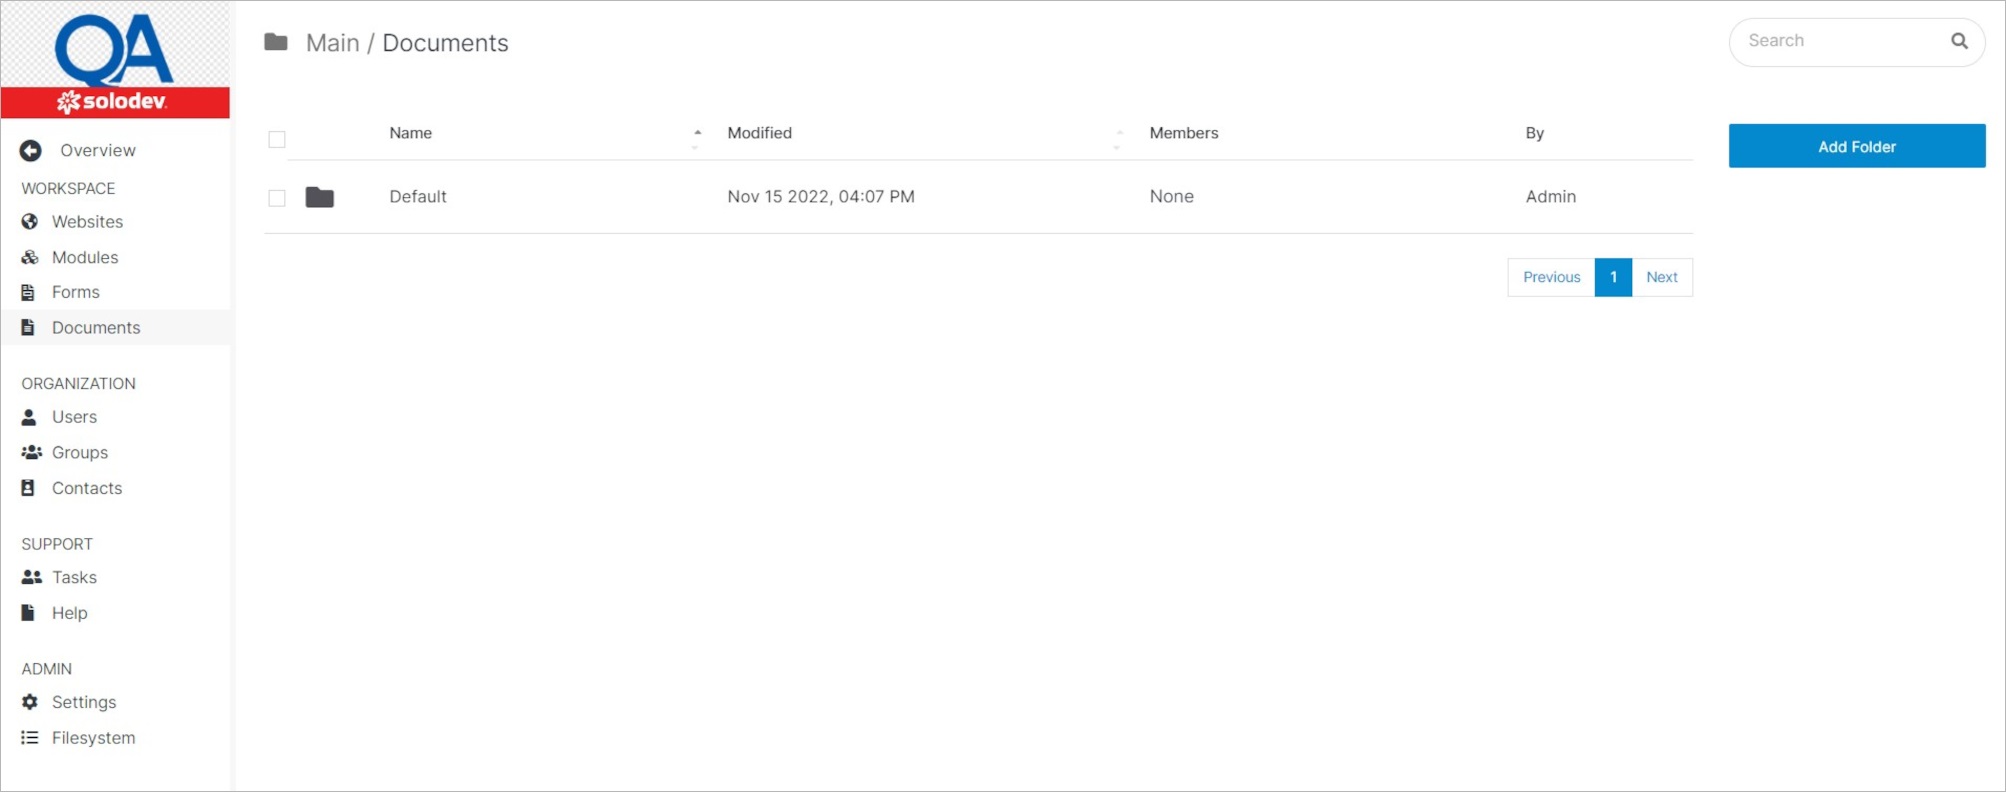 QA
solodev
Overview
WORKSPACE
Websites
Modules
Forms
Documents
ORGANIZATION
Users
Groups
Contacts
SUPPORT
Tasks
Help
ADMIN
Settings
Filesystem
Main / Documents
Search
Name Modified Members By
Default Nov 15 2022, 04:07 PM None Admin
Previous 1 Next
Add Folder